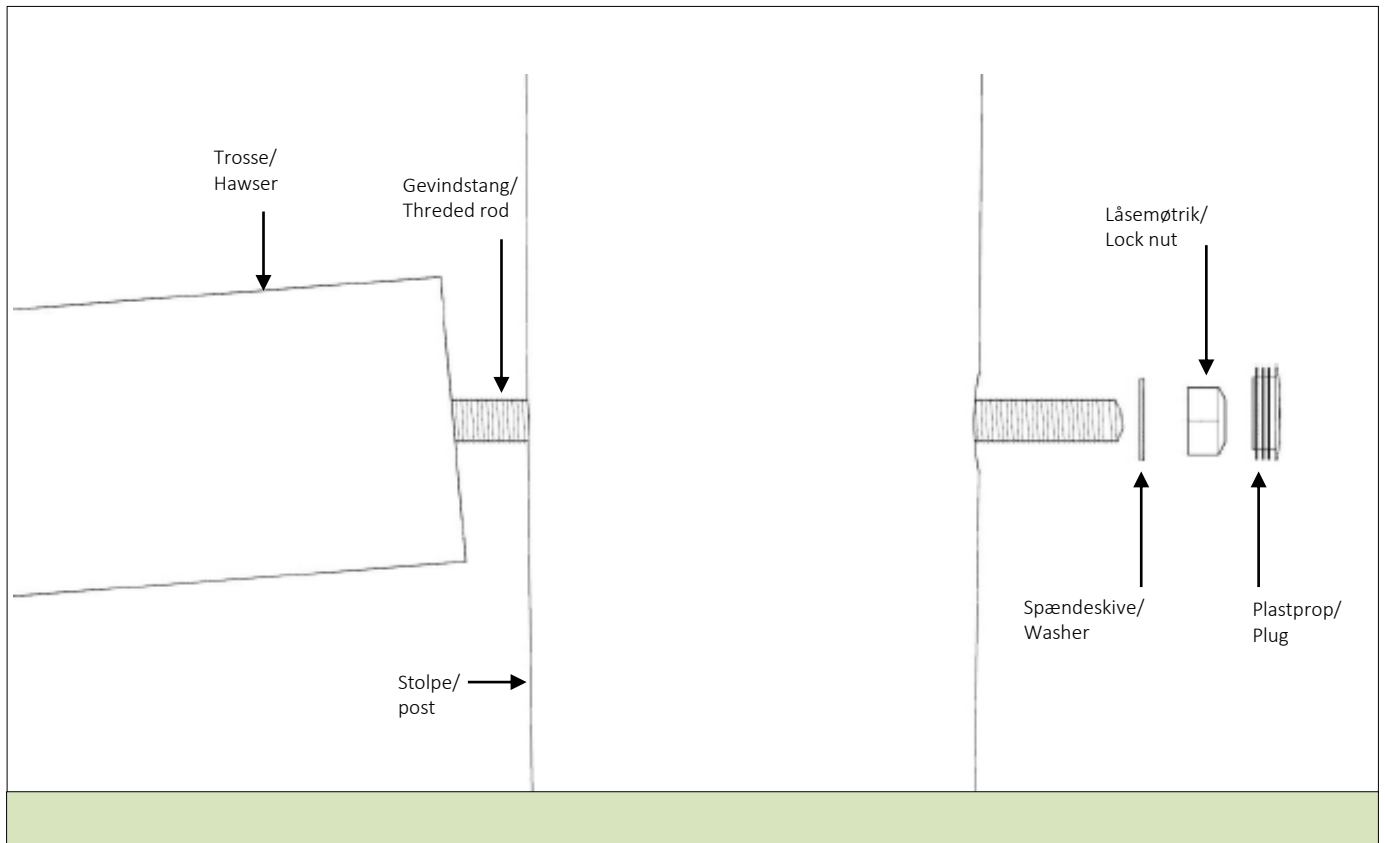 Trosse/
Hawser
Gevindstang/
Threded rod
Låsemøtrik/
Lock nut
Spændeskive/
Washer
Plastprop/
Plug
Stolpe/
post